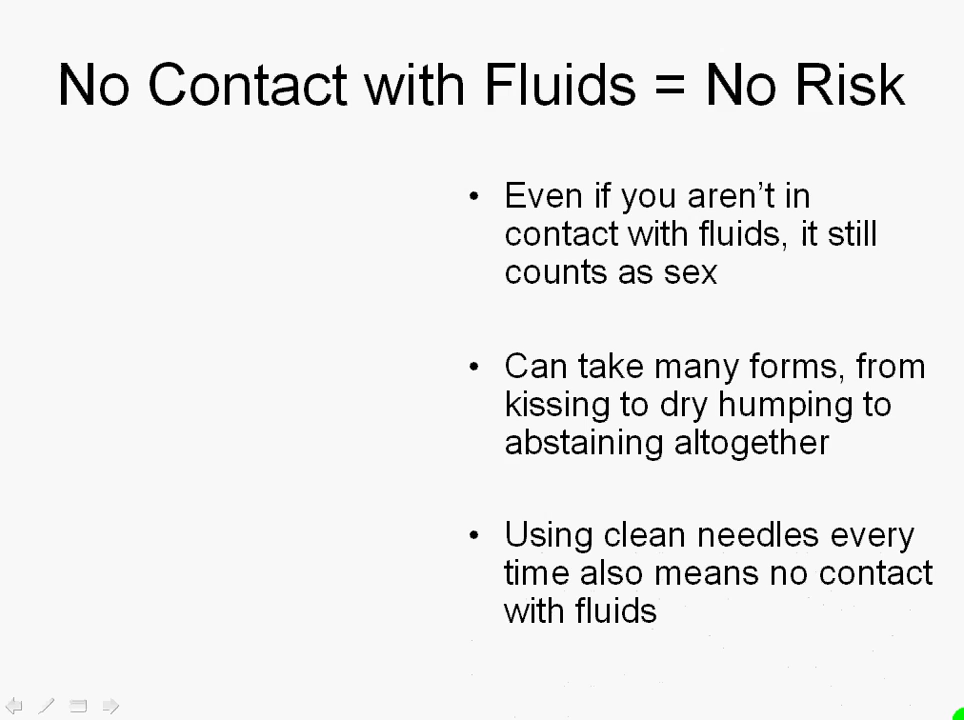 No Contact with Fluids = No Risk
• Even if you aren’t in
contact with fluids, it still
counts as sex
• Can take many forms, from
kissing to dry humping to
abstaining altogether
• Using clean needles every
time also means no contact
with fluids